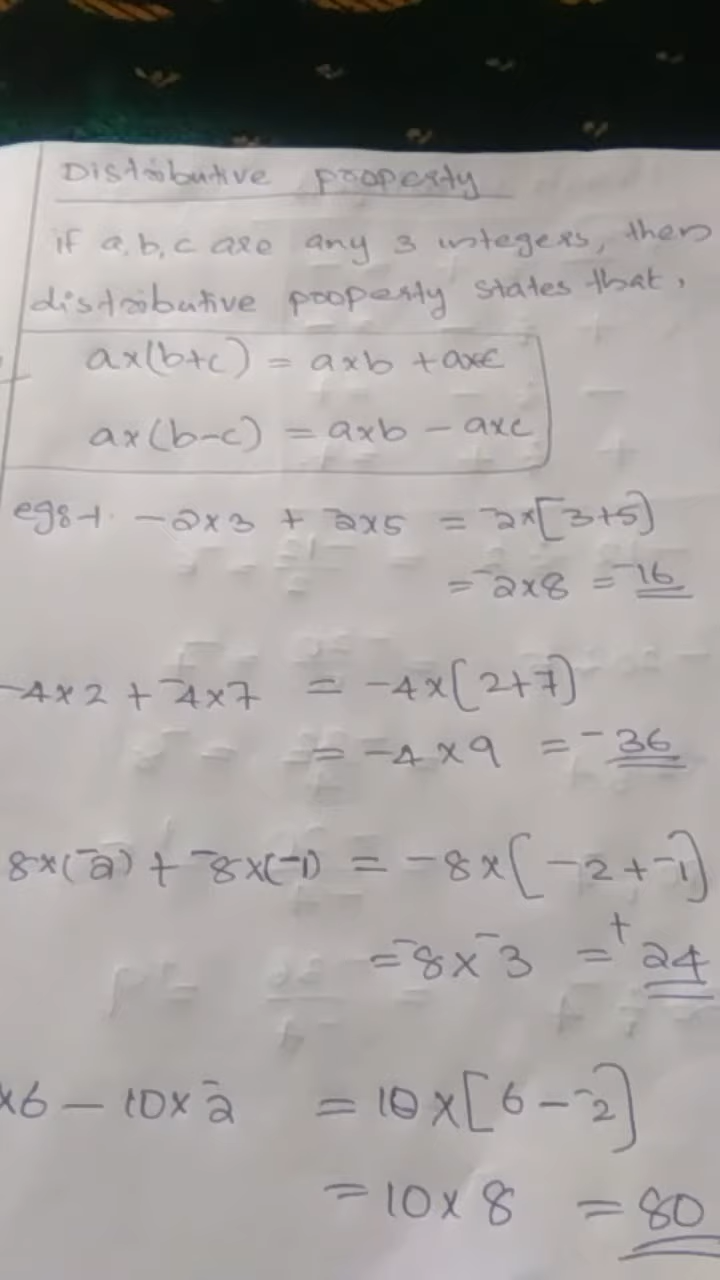 Distributive property
if a, b, c are any 3 integers, then
distributive property states that,
a×(b+c) = a×b + a×c
a×(b-c) = a×b - a×c
egs:-1. -2×3 + -2×5 = -2×[3+5]
= -2×8 = -16
-4×2 + -4×7 = -4×(2+7)
= -4×9 = -36
8×(-2) + -8×(-1) = -8×(-2+-1)
= -8×-3 = +24
×6 - 10×-2 = 10×[6--2]
= 10×8 = 80